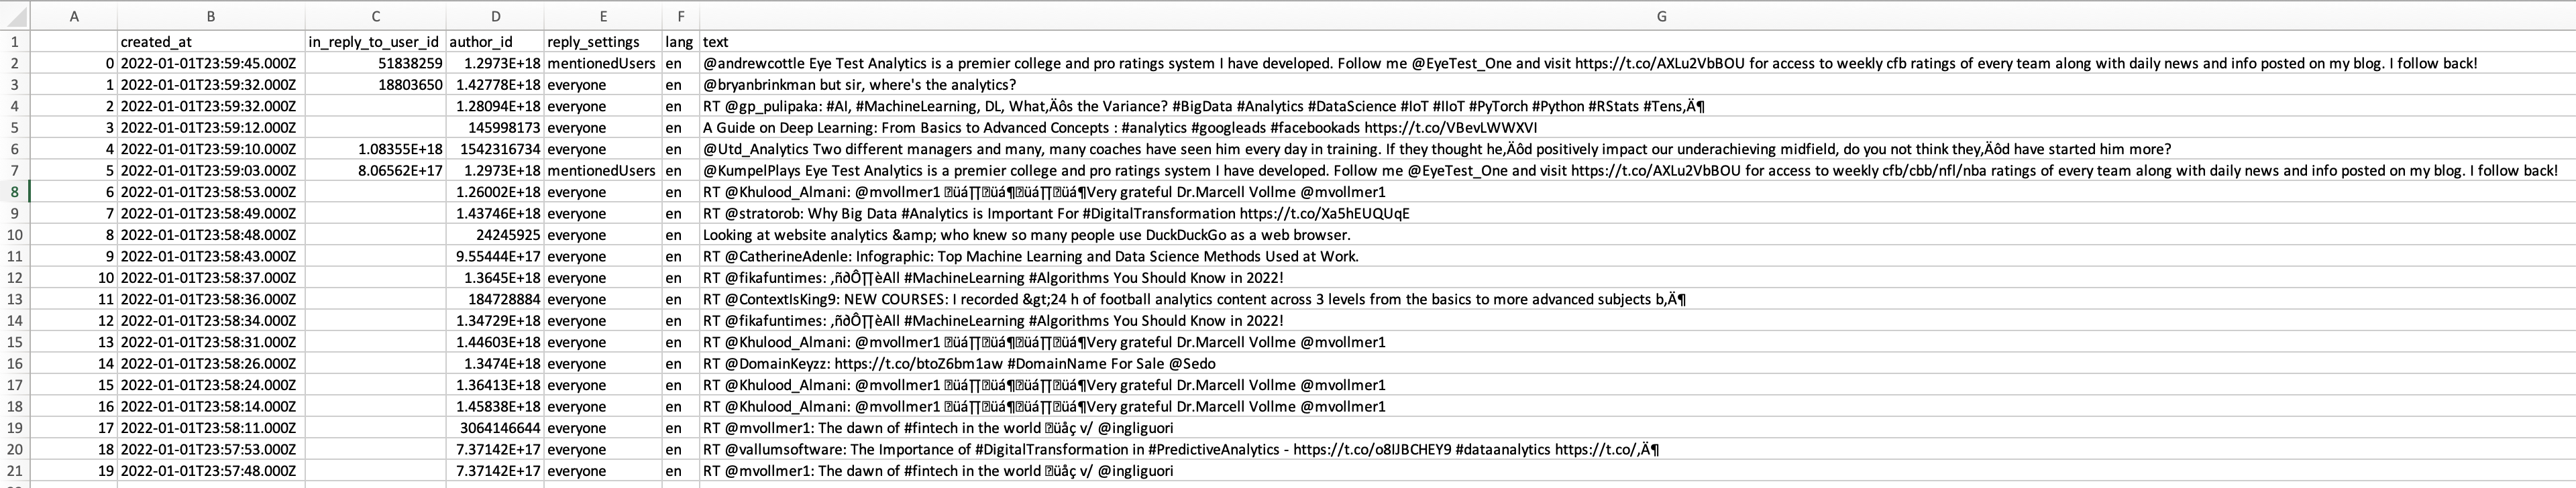 A B C D E F G
1 created_at in_reply_to_user_id author_id reply_settings lang text
2 0 2022-01-01T23:59:45.000Z 51838259 1.2973E+18 mentionedUsers en @andrewcottle Eye Test Analytics is a premier college and pro ratings system I have developed. Follow me @EyeTest_One and visit https://t.co/AXLu2VbBOU for access to weekly cfb ratings of every team along with daily news and info posted on my blog. I follow back!
3 1 2022-01-01T23:59:32.000Z 18803650 1.42778E+18 everyone en @bryanbrinkman but sir, where's the analytics?
4 2 2022-01-01T23:59:32.000Z 1.28094E+18 everyone en RT @gp_pulipaka: #AI, #MachineLearning, DL, What‚Äôs the Variance? #BigData #Analytics #DataScience #IoT #IIoT #PyTorch #Python #RStats #Tens‚Ä¶
5 3 2022-01-01T23:59:12.000Z 145998173 everyone en A Guide on Deep Learning: From Basics to Advanced Concepts : #analytics #googleads #facebookads https://t.co/VBevLWWXVI
6 4 2022-01-01T23:59:10.000Z 1.08355E+18 1542316734 everyone en @Utd_Analytics Two different managers and many, many coaches have seen him every day in training. If they thought he‚Äôd positively impact our underachieving midfield, do you not think they‚Äôd have started him more?
7 5 2022-01-01T23:59:03.000Z 8.06562E+17 1.2973E+18 mentionedUsers en @KumpelPlays Eye Test Analytics is a premier college and pro ratings system I have developed. Follow me @EyeTest_One and visit https://t.co/AXLu2VbBOU for access to weekly cfb/cbb/nfl/nba ratings of every team along with daily news and info posted on my blog. I follow back!
8 6 2022-01-01T23:58:53.000Z 1.26002E+18 everyone en RT @Khulood_Almani: @mvollmer1 üá∏üá¶üá∏üá¶Very grateful Dr.Marcell Vollme @mvollmer1
9 7 2022-01-01T23:58:49.000Z 1.43746E+18 everyone en RT @stratorob: Why Big Data #Analytics is Important For #DigitalTransformation https://t.co/Xa5hEUQUqE
10 8 2022-01-01T23:58:48.000Z 24245925 everyone en Looking at website analytics &amp; who knew so many people use DuckDuckGo as a web browser.
11 9 2022-01-01T23:58:43.000Z 9.55444E+17 everyone en RT @CatherineAdenle: Infographic: Top Machine Learning and Data Science Methods Used at Work.
12 10 2022-01-01T23:58:37.000Z 1.3645E+18 everyone en RT @fikafuntimes: ‚ñ∂Ô∏èAll #MachineLearning #Algorithms You Should Know in 2022!
13 11 2022-01-01T23:58:36.000Z 184728884 everyone en RT @ContextIsKing9: NEW COURSES: I recorded &gt;24 h of football analytics content across 3 levels from the basics to more advanced subjects b‚Ä¶
14 12 2022-01-01T23:58:34.000Z 1.34729E+18 everyone en RT @fikafuntimes: ‚ñ∂Ô∏èAll #MachineLearning #Algorithms You Should Know in 2022!
15 13 2022-01-01T23:58:31.000Z 1.44603E+18 everyone en RT @Khulood_Almani: @mvollmer1 üá∏üá¶üá∏üá¶Very grateful Dr.Marcell Vollme @mvollmer1
16 14 2022-01-01T23:58:26.000Z 1.3474E+18 everyone en RT @DomainKeyzz: https://t.co/btoZ6bm1aw #DomainName For Sale @Sedo
17 15 2022-01-01T23:58:24.000Z 1.36413E+18 everyone en RT @Khulood_Almani: @mvollmer1 üá∏üá¶üá∏üá¶Very grateful Dr.Marcell Vollme @mvollmer1
18 16 2022-01-01T23:58:14.000Z 1.45838E+18 everyone en RT @Khulood_Almani: @mvollmer1 üá∏üá¶üá∏üá¶Very grateful Dr.Marcell Vollme @mvollmer1
19 17 2022-01-01T23:58:11.000Z 3064146644 everyone en RT @mvollmer1: The dawn of #fintech in the world üåç v/ @ingliguori
20 18 2022-01-01T23:57:53.000Z 7.37142E+17 everyone en RT @vallumsoftware: The Importance of #DigitalTransformation in #PredictiveAnalytics - https://t.co/o8IJBCHEY9 #dataanalytics https://t.co/‚Ä¶
21 19 2022-01-01T23:57:48.000Z 7.37142E+17 everyone en RT @mvollmer1: The dawn of #fintech in the world üåç v/ @ingliguori